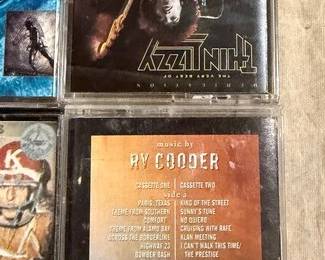 THIN LIZZY
THE VERY BEST OF
K
music by
RY COODER
CASSETTE ONE
CASSETTE TWO
side a
PARIS, TEXAS
THEME FROM SOUTHERN
COMFORT
THEME FROM ALAMO BAY
ACROSS THE BORDERLINE
HIGHWAY 23
BOMBER BASH
KING OF THE STREET
SUNNY'S TUNE
NO QUIERO
CRUISING WITH RAFE
KLAN MEETING
I CAN'T WALK THIS TIME/
THE PRESTIGE